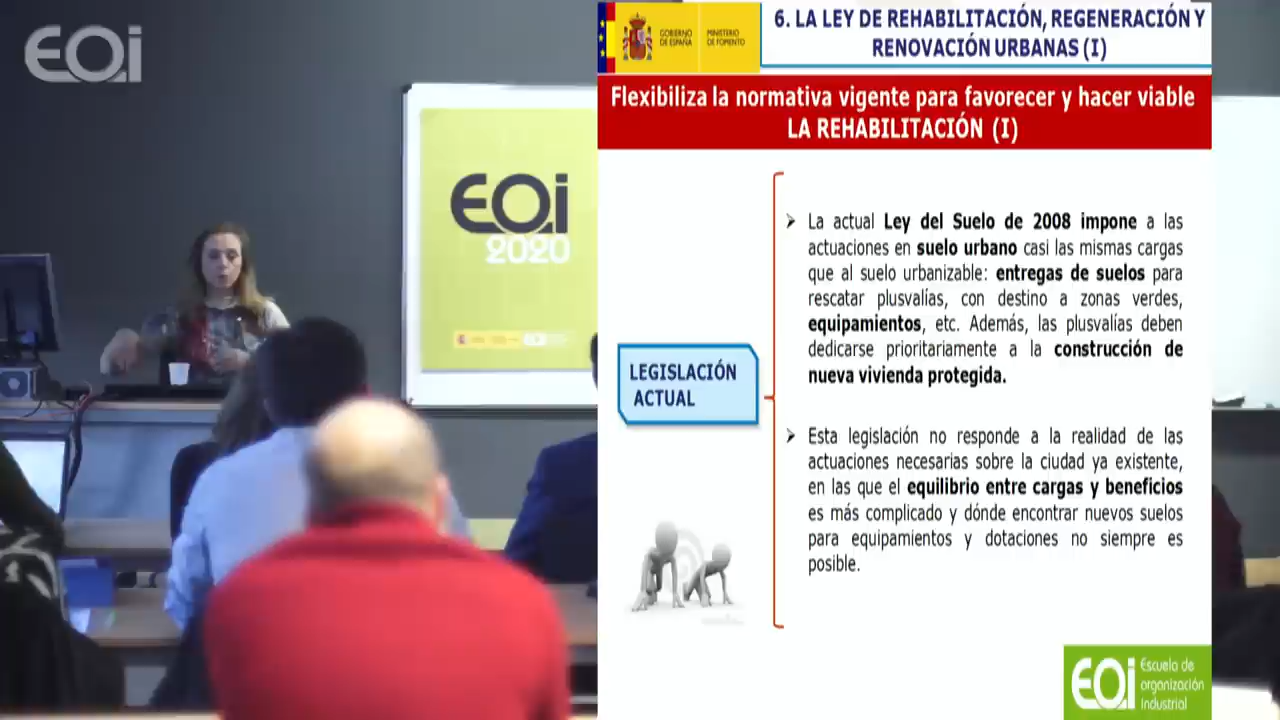 EOi
EOi
2020
GOBIERNO
DE ESPAÑA
MINISTERIO
DE FOMENTO
6. LA LEY DE REHABILITACIÓN, REGENERACIÓN Y
RENOVACIÓN URBANAS (I)
Flexibiliza la normativa vigente para favorecer y hacer viable
LA REHABILITACIÓN (I)
LEGISLACIÓN
ACTUAL
➢ La actual Ley del Suelo de 2008 impone a las
actuaciones en suelo urbano casi las mismas cargas
que al suelo urbanizable: entregas de suelos para
rescatar plusvalías, con destino a zonas verdes,
equipamientos, etc. Además, las plusvalías deben
dedicarse prioritariamente a la construcción de
nueva vivienda protegida.
➢ Esta legislación no responde a la realidad de las
actuaciones necesarias sobre la ciudad ya existente,
en las que el equilibrio entre cargas y beneficios
es más complicado y dónde encontrar nuevos suelos
para equipamientos y dotaciones no siempre es
posible.
EOi
Escuela de
organización
Industrial